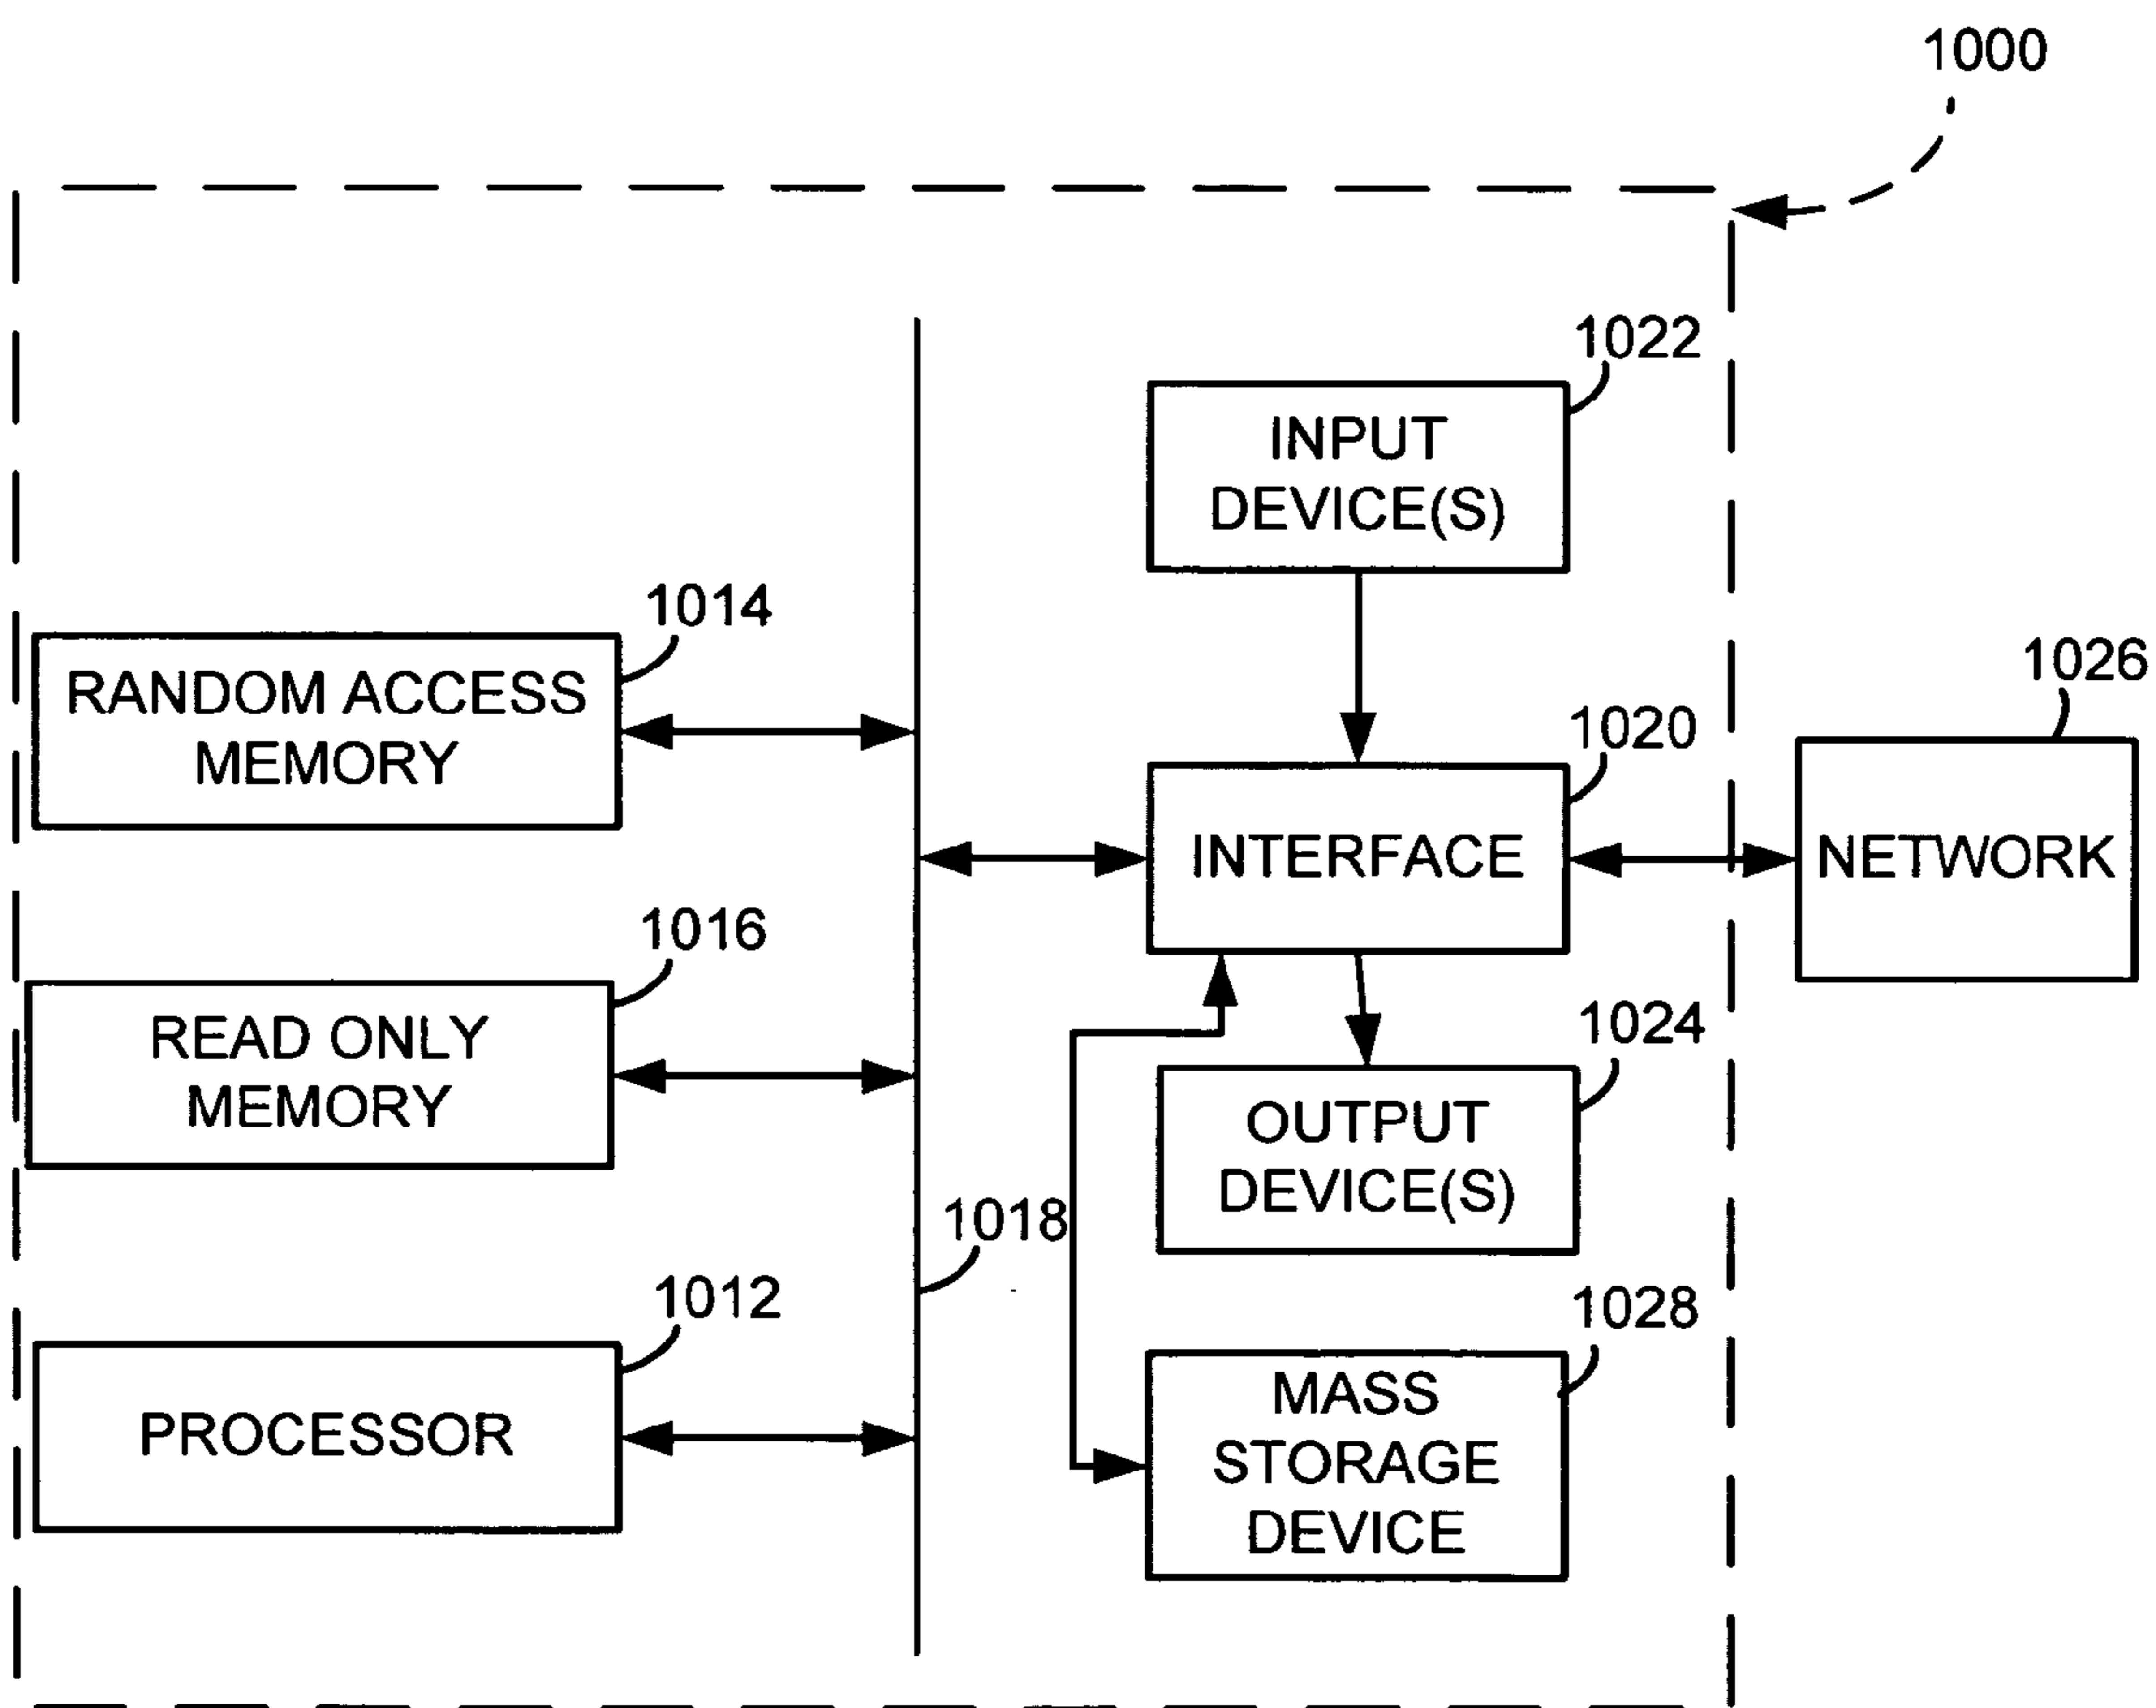 1000
1022
INPUT
DEVICE(S)
1014
RANDOM ACCESS
MEMORY
1026
1020
INTERFACE
NETWORK
1016
READ ONLY
MEMORY
1024
OUTPUT
DEVICE(S)
1018
1012
PROCESSOR
1028
MASS
STORAGE
DEVICE